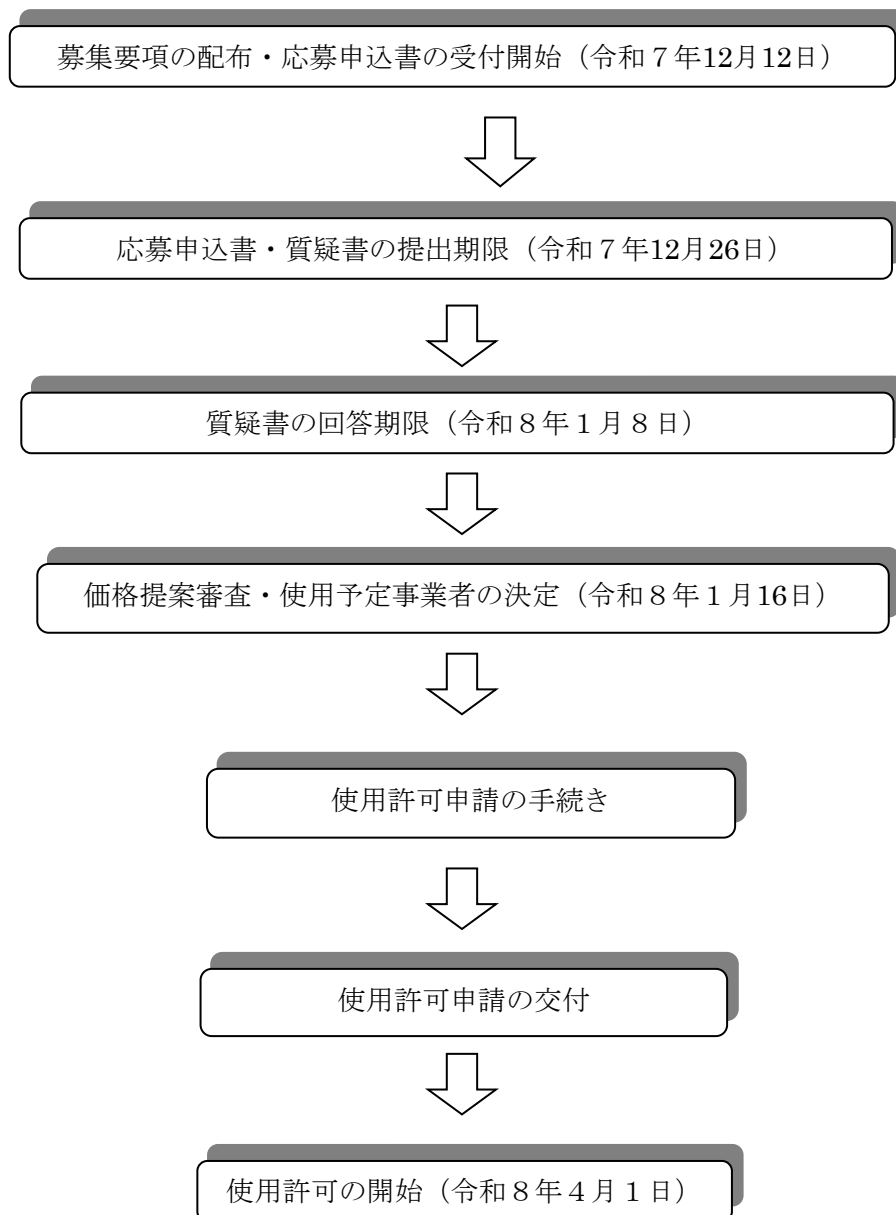 募集要項の配布・応募申込書の受付開始（令和７年12月12日）
応募申込書・質疑書の提出期限（令和７年12月26日）
質疑書の回答期限（令和８年１月８日）
価格提案審査・使用予定事業者の決定（令和８年１月16日）
使用許可申請の手続き
使用許可申請の交付
使用許可の開始（令和８年４月１日）